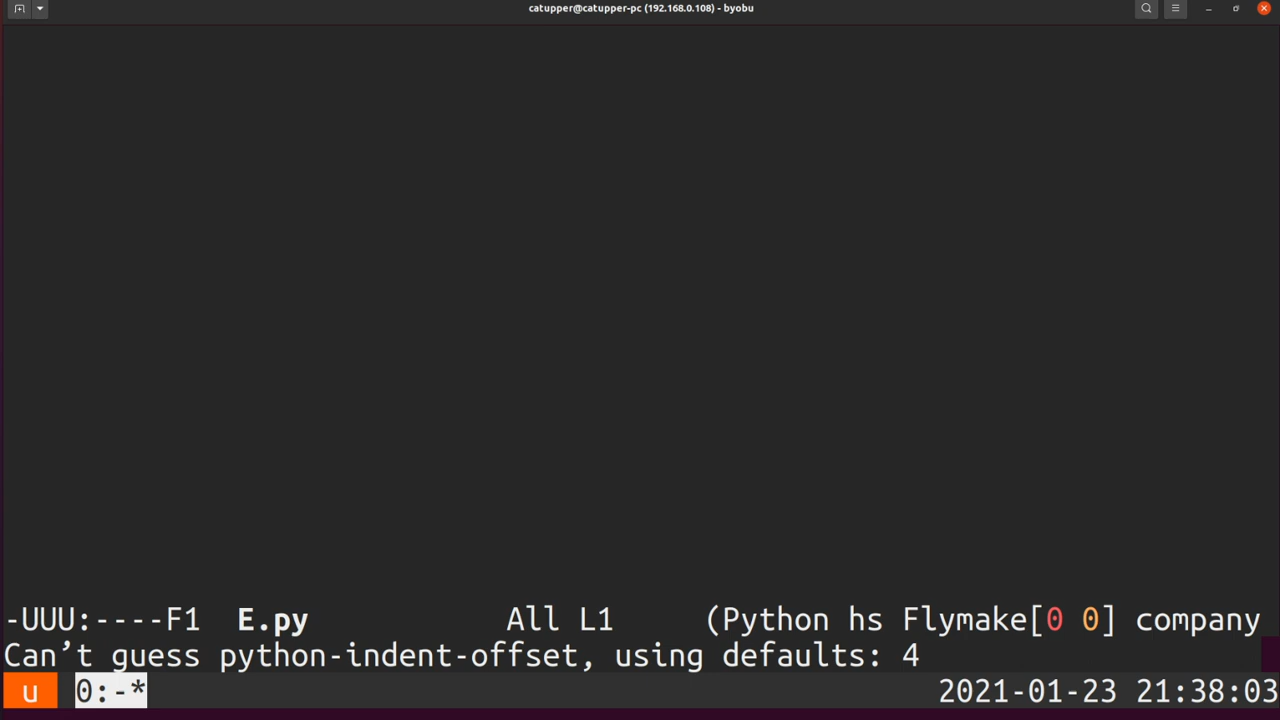 catupper@catupper-pc (192.168.0.108) - byobu
-UUU:----F1 E.py All L1 (Python hs Flymake[0 0] company
Can’t guess python-indent-offset, using defaults: 4
u 0:-* 2021-01-23 21:38:03